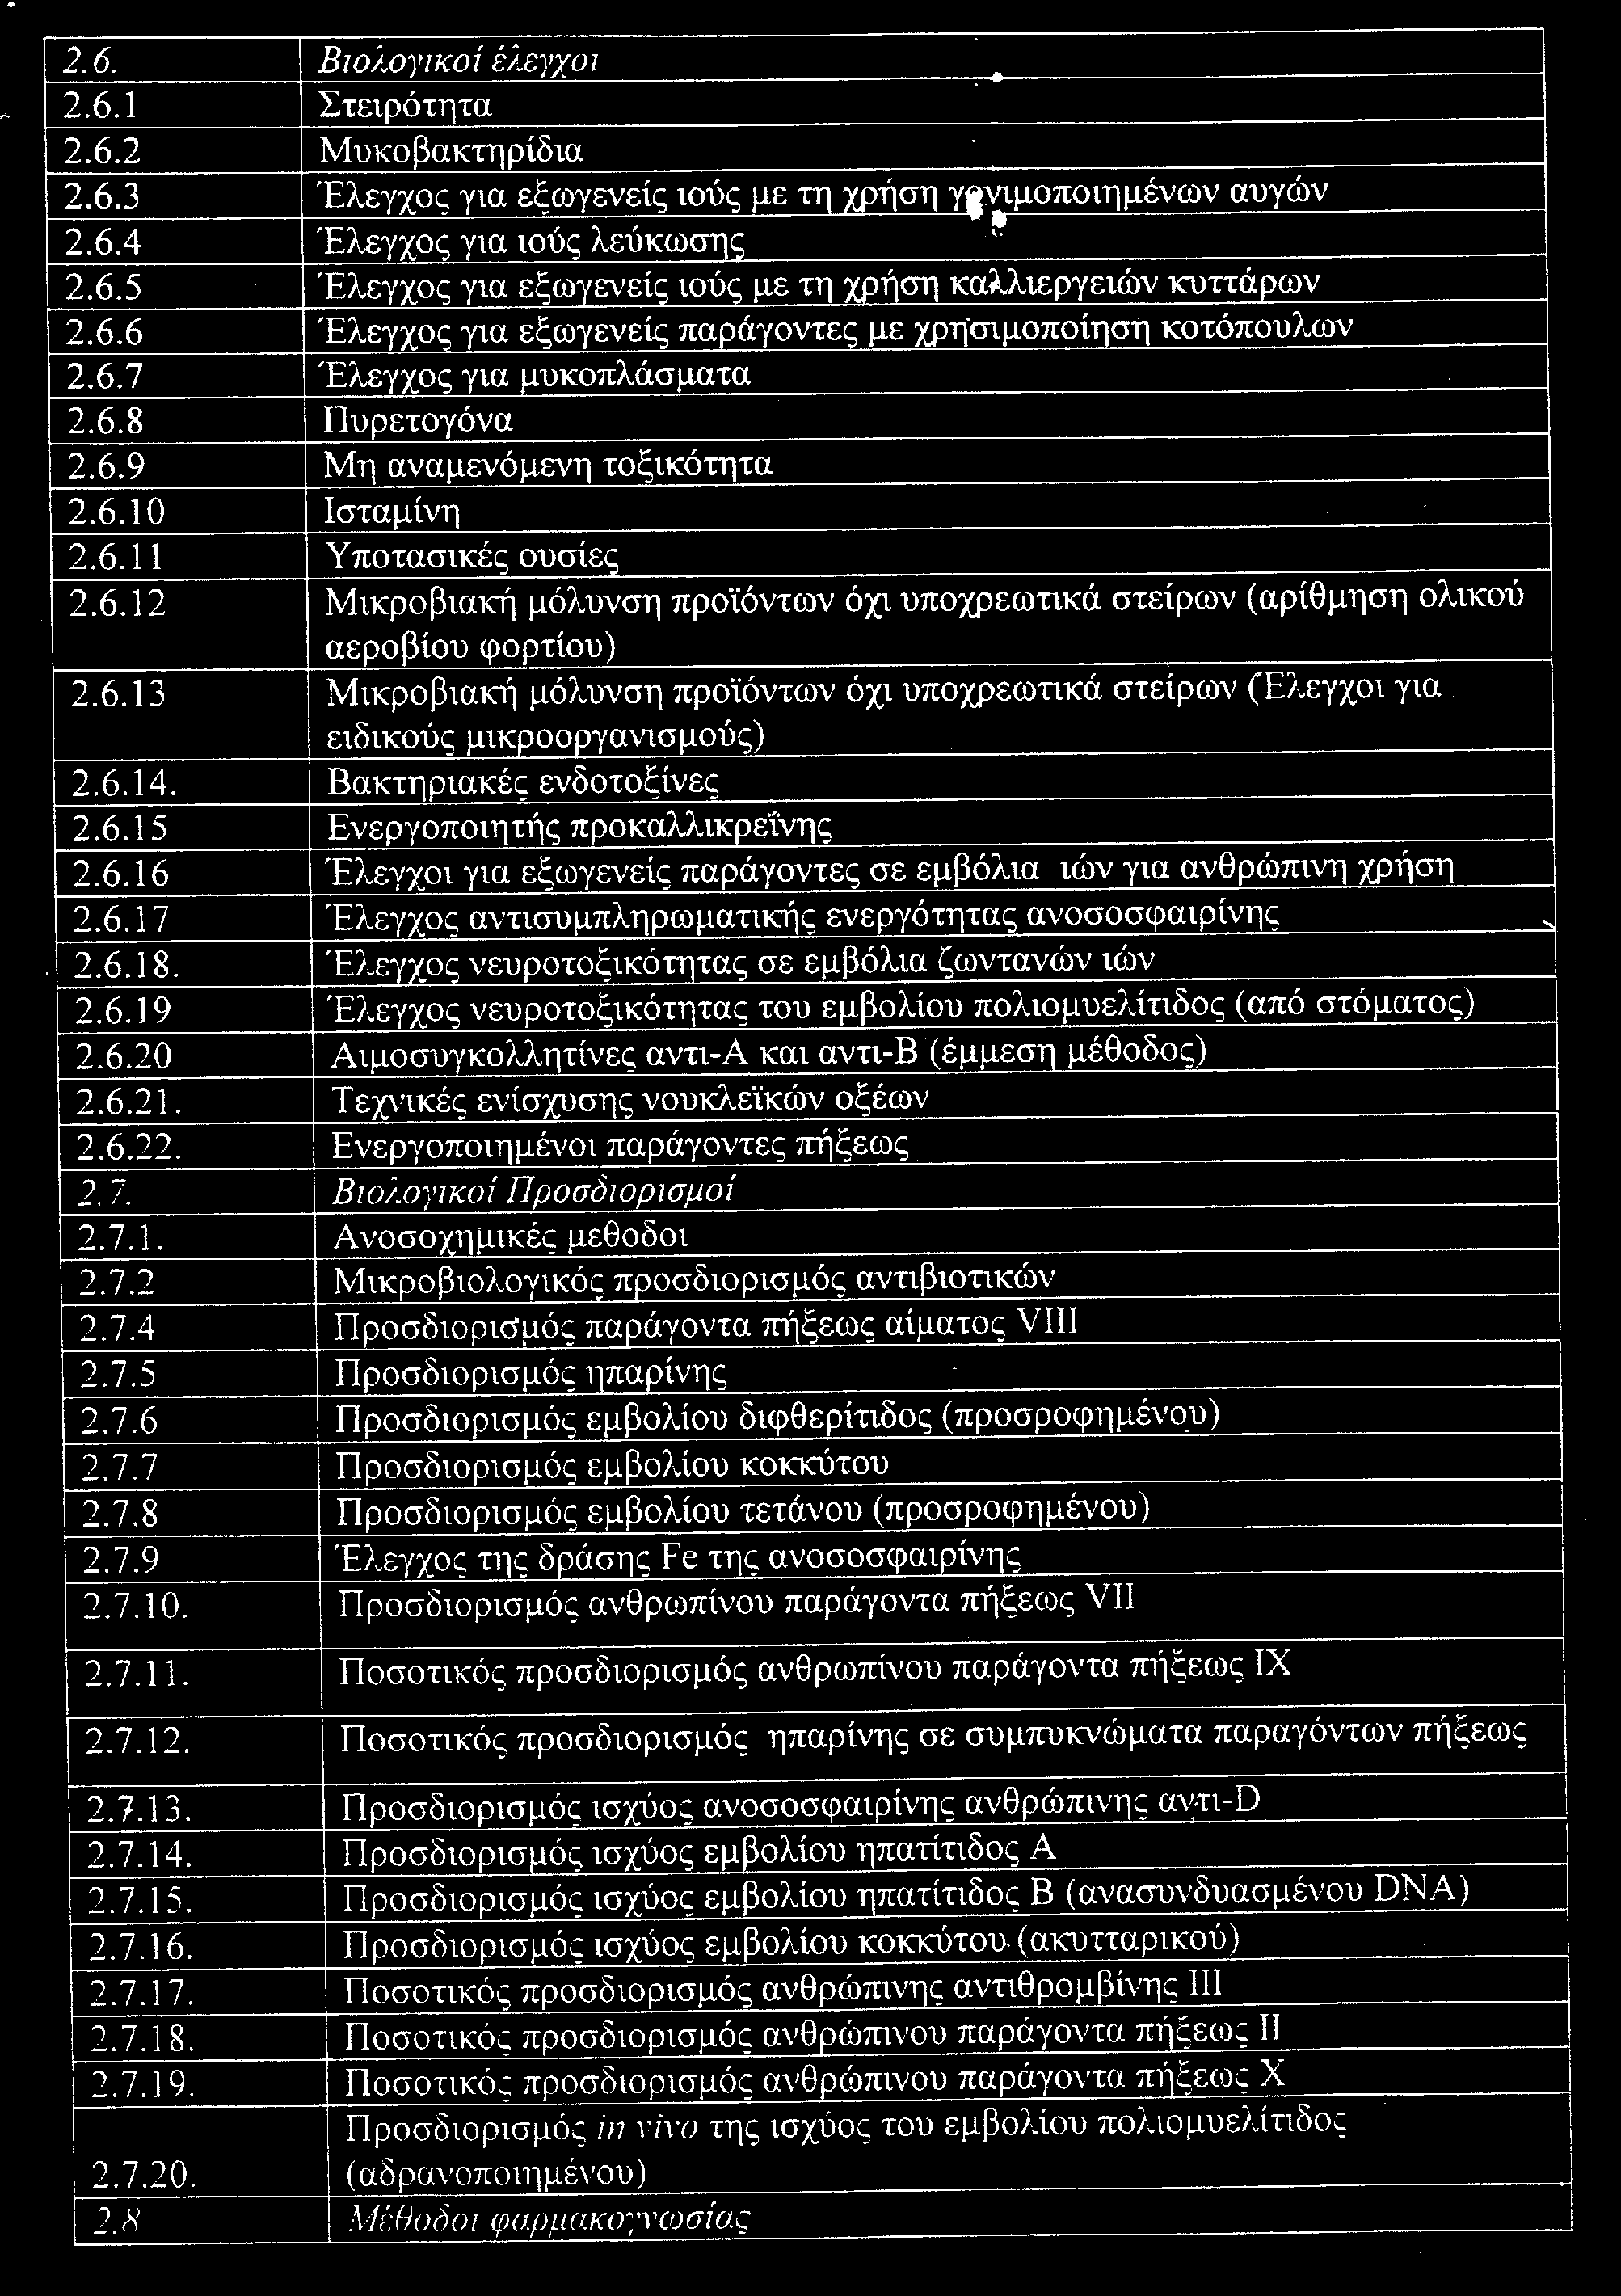 2.6. Βιολογικοί έλεγχοι
2.6.1 Στειρότητα
2.6.2 Μυκοβακτηρίδια
2.6.3 Έλεγχος για εξωγενείς ιούς με τη χρήση γονιμοποιημένων αυγών
2.6.4 Έλεγχος για ιούς λεύκωσης
2.6.5 Έλεγχος για εξωγενείς ιούς με τη χρήση καλλιεργειών κυττάρων
2.6.6 Έλεγχος για εξωγενείς παράγοντες με χρησιμοποίηση κοτόπουλων
2.6.7 Έλεγχος για μυκοπλάσματα
2.6.8 Πυρετογόνα
2.6.9 Μη αναμενόμενη τοξικότητα
2.6.10 Ισταμίνη
2.6.11 Υποτασικές ουσίες
2.6.12 Μικροβιακή μόλυνση προϊόντων όχι υποχρεωτικά στείρων (αρίθμηση ολικού
αεροβίου φορτίου)
2.6.13 Μικροβιακή μόλυνση προϊόντων όχι υποχρεωτικά στείρων (Έλεγχοι για
ειδικούς μικροοργανισμούς)
2.6.14. Βακτηριακές ενδοτοξίνες
2.6.15 Ενεργοποιητής προκαλλικρεΐνης
2.6.16 Έλεγχοι για εξωγενείς παράγοντες σε εμβόλια ιών για ανθρώπινη χρήση
2.6.17 Έλεγχος αντισυμπληρωματικής ενεργότητας ανοσοσφαιρίνης
2.6.18. Έλεγχος νευροτοξικότητας σε εμβόλια ζωντανών ιών
2.6.19 Έλεγχος νευροτοξικότητας του εμβολίου πολιομυελίτιδος (από στόματος)
2.6.20 Αιμοσυγκολλητίνες αντι-Α και αντι-Β (έμμεση μέθοδος)
2.6.21. Τεχνικές ενίσχυσης νουκλεϊκών οξέων
2.6.22. Ενεργοποιημένοι παράγοντες πήξεως
2.7. Βιολογικοί Προσδιορισμοί
2.7.1. Ανοσοχημικές μεθοδοι
2.7.2 Μικροβιολογικός προσδιορισμός αντιβιοτικών
2.7.4 Προσδιορισμός παράγοντα πήξεως αίματος VIII
2.7.5 Προσδιορισμός ηπαρίνης
2.7.6 Προσδιορισμός εμβολίου διφθερίτιδος (προσροφημένου)
2.7.7 Προσδιορισμός εμβολίου κοκκύτου
2.7.8 Προσδιορισμός εμβολίου τετάνου (προσροφημένου)
2.7.9 Έλεγχος της δράσης Fe της ανοσοσφαιρίνης
2.7.10. Προσδιορισμός ανθρωπίνου παράγοντα πήξεως VII
2.7.11. Ποσοτικός προσδιορισμός ανθρωπίνου παράγοντα πήξεως IX
2.7.12. Ποσοτικός προσδιορισμός ηπαρίνης σε συμπυκνώματα παραγόντων πήξεως
2.7.13. Προσδιορισμός ισχύος ανοσοσφαιρίνης ανθρώπινης αντι-D
2.7.14. Προσδιορισμός ισχύος εμβολίου ηπατίτιδος Α
2.7.15. Προσδιορισμός ισχύος εμβολίου ηπατίτιδος Β (ανασυνδυασμένου DNA)
2.7.16. Προσδιορισμός ισχύος εμβολίου κοκκύτου (ακυτταρικού)
2.7.17. Ποσοτικός προσδιορισμός ανθρώπινης αντιθρομβίνης III
2.7.18. Ποσοτικός προσδιορισμός ανθρώπινου παράγοντα πήξεως II
2.7.19. Ποσοτικός προσδιορισμός ανθρώπινου παράγοντα πήξεως X
Προσδιορισμός in vivo της ισχύος του εμβολίου πολιομυελίτιδος
2.7.20. (αδρανοποιημένου)
2.8 Μέθοδοι φαρμακογνωσίας